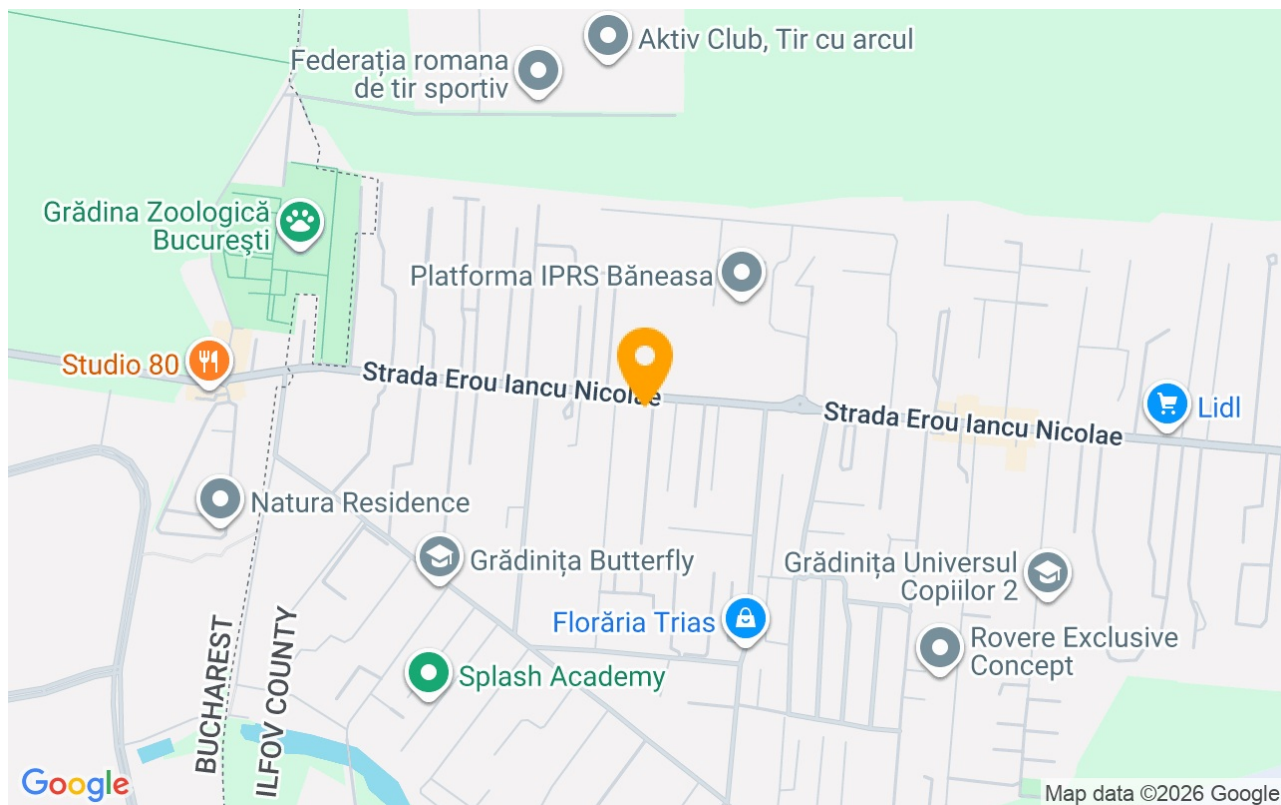 Aktiv Club, Tir cu arcul
Federația romana
de tir sportiv
Grădina Zoologică
București
Platforma IPRS Băneasa
Studio 80
Strada Erou Iancu Nicolae
Strada Erou Iancu Nicolae
Lidl
Natura Residence
Grădinița Butterfly
Grădinița Universul
Copiilor 2
Florăria Trias
Rovere Exclusive
Concept
Splash Academy
BUCHAREST
ILFOV COUNTY
Google
Map data ©2026 Google